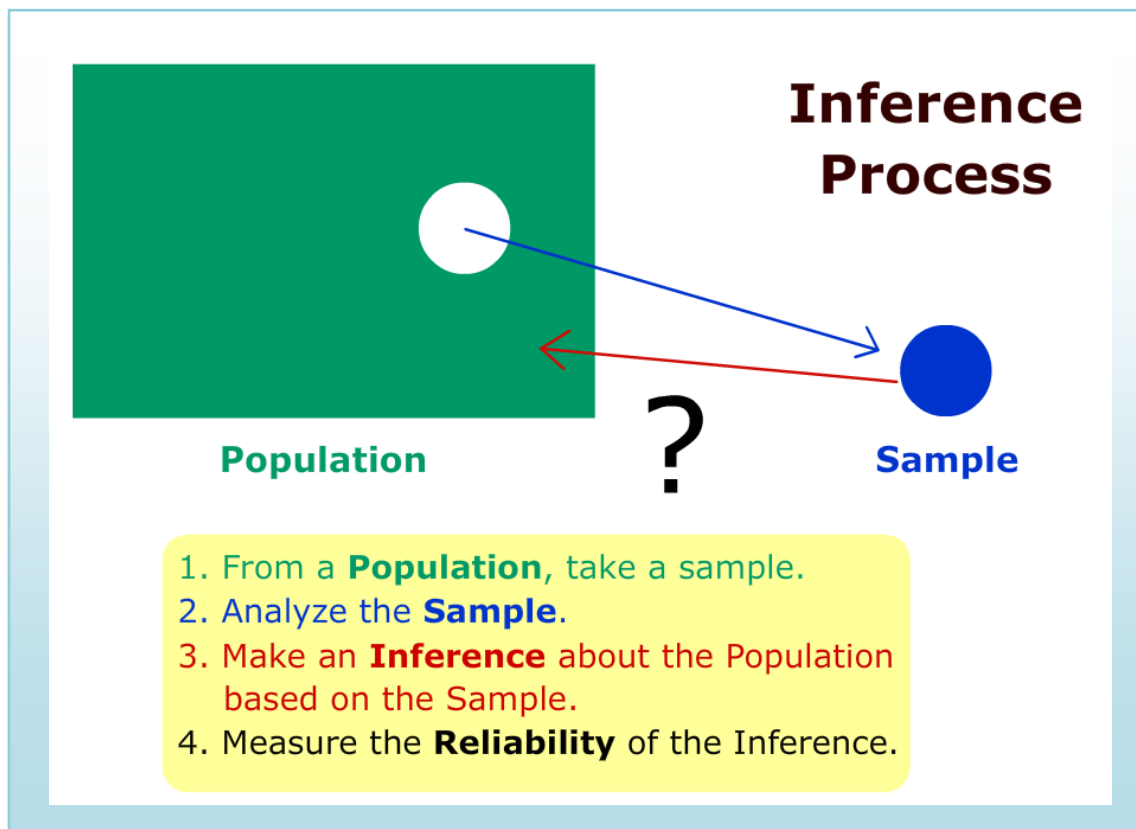 Inference
Process
Population
?
Sample
1. From a Population, take a sample.
2. Analyze the Sample.
3. Make an Inference about the Population
based on the Sample.
4. Measure the Reliability of the Inference.